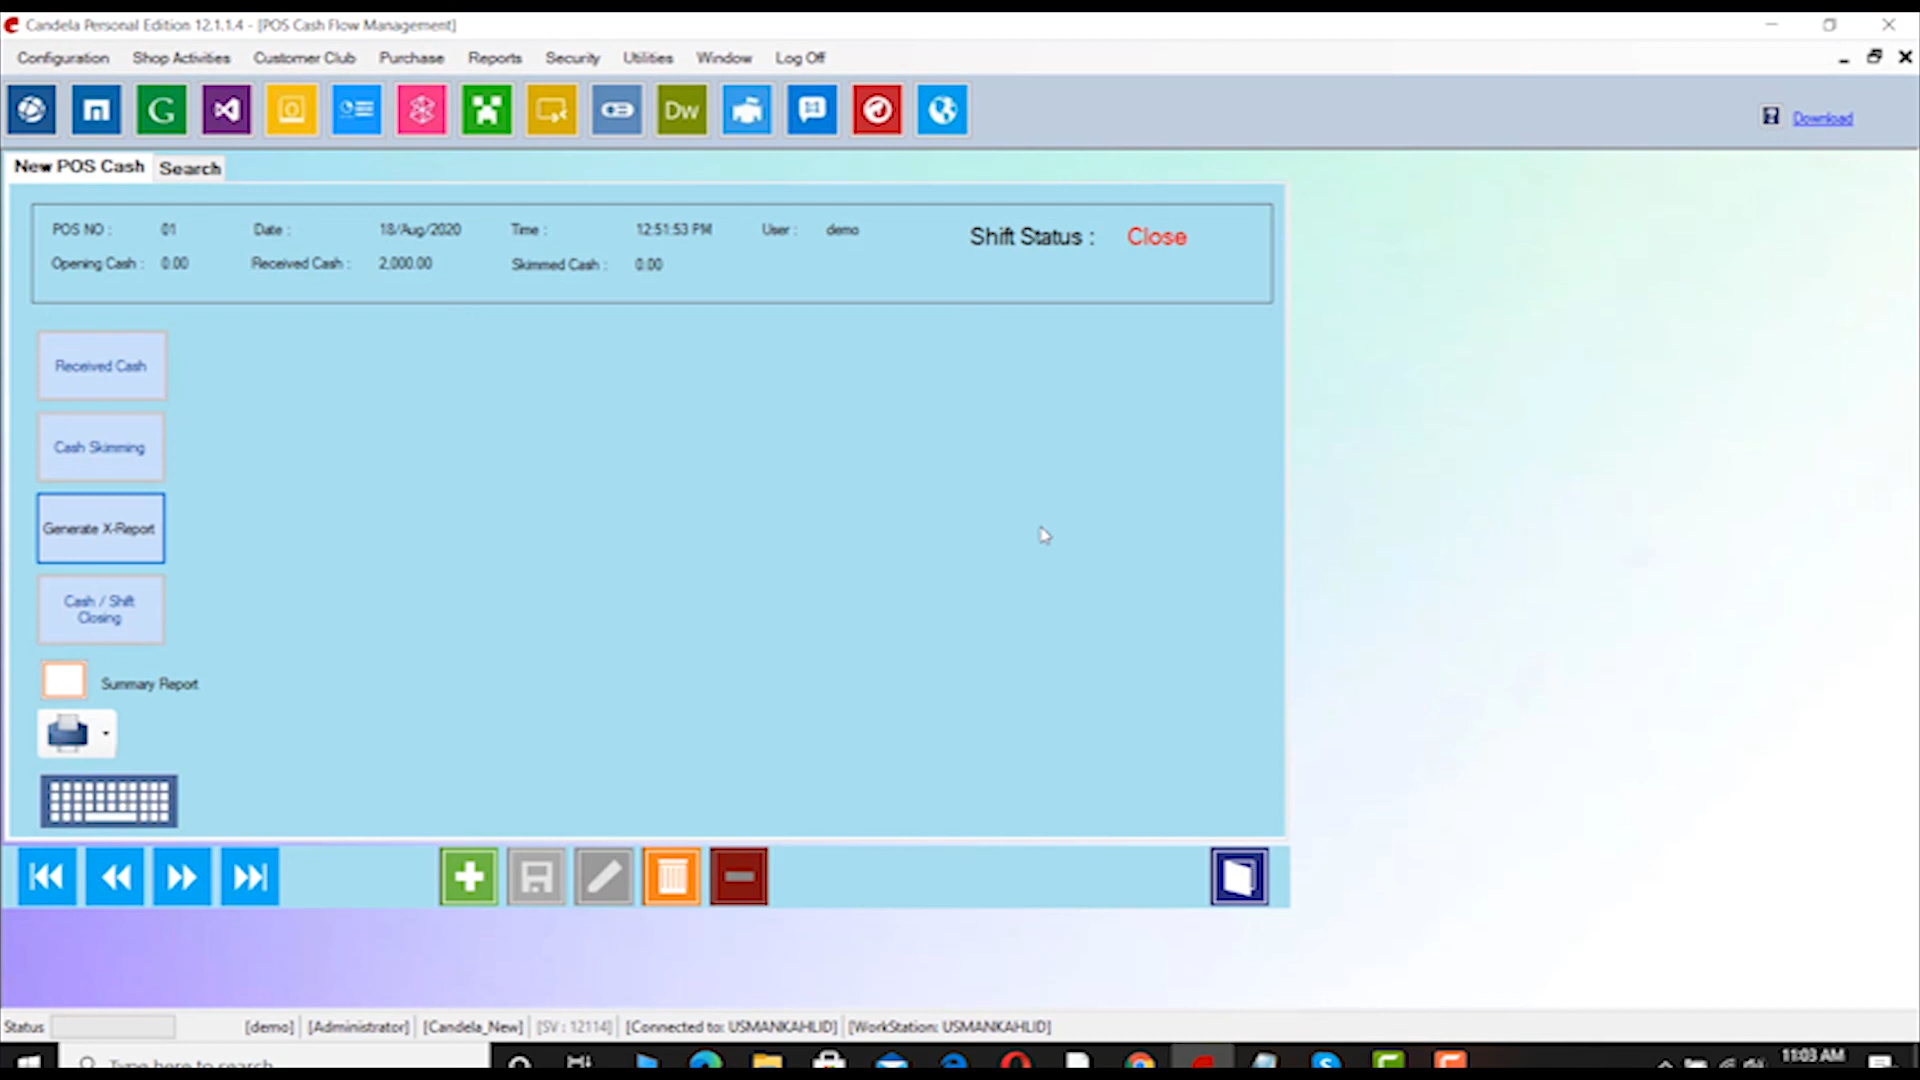 Candela Personal Edition 12.1.1.4 - [POS Cash Flow Management]
Configuration Shop Activities Customer Club Purchase Reports Security Utilities Window Log Off
Dw
Download
New POS Cash Search
POS NO : 01 Date : 18/Aug/2020 Time : 12:51:53 PM User : demo Shift Status : Close
Opening Cash : 0.00 Received Cash : 2,000.00 Skimmed Cash : 0.00
Received Cash
Cash Skimming
Generate X-Report
Cash / Shift
Closing
Summary Report
Status [demo] [Administrator] [Candela_New] [SV : 12114] [Connected to: USMANKAHLID] [WorkStation: USMANKAHLID]
Type here to search
11:03 AM